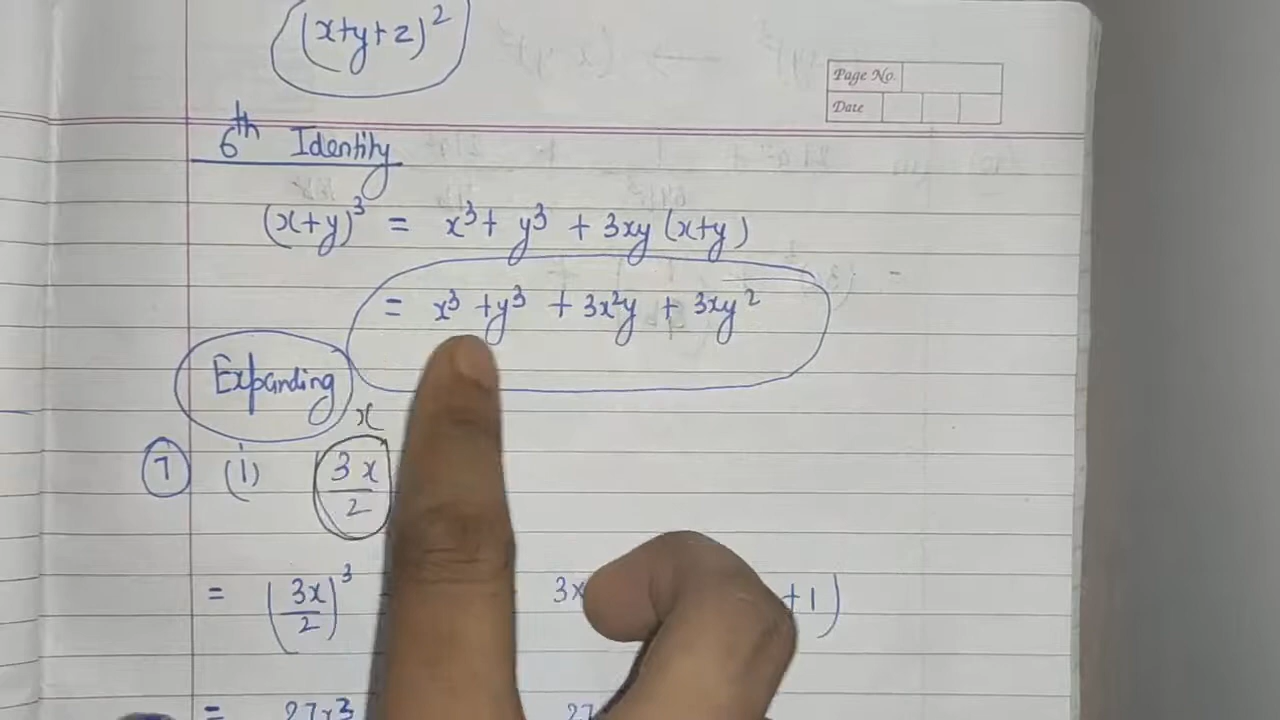 (x+y+z)²
Page No.
Date
6th Identity
(x+y)³ = x³ + y³ + 3xy (x+y)
= x³ + y³ + 3x²y + 3xy²
Expanding
x
7 (i) 3x/2
= (3x/2)³ 3x +1)
= 27x³ 27